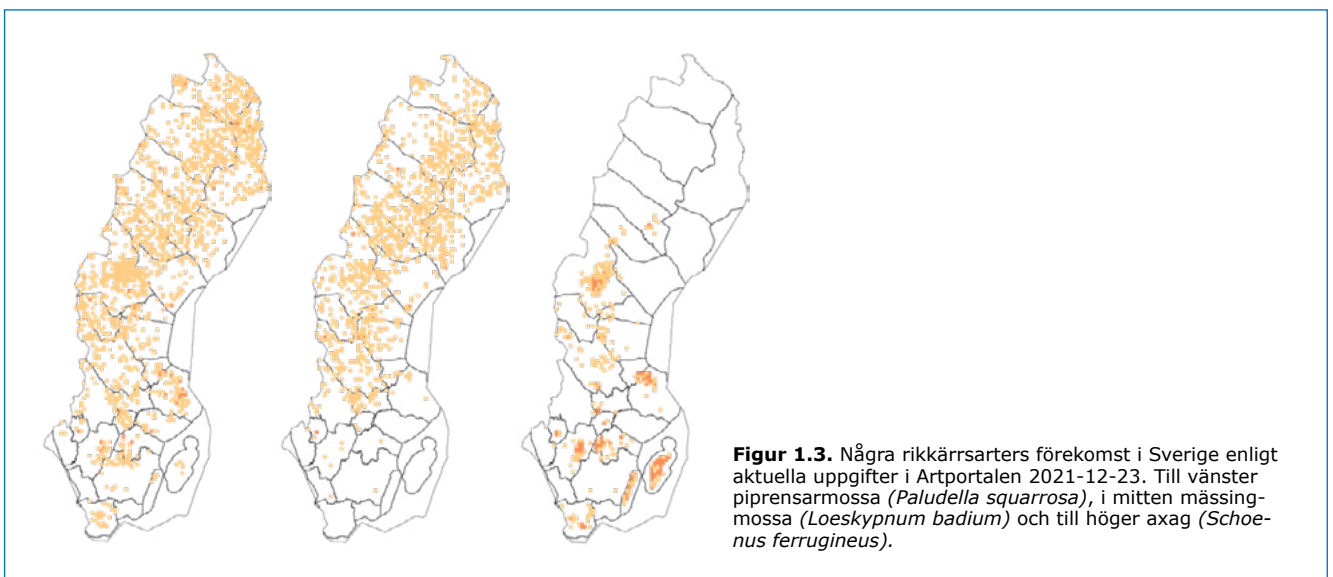 Figur 1.3. Några rikkärrsarters förekomst i Sverige enligt
aktuella uppgifter i Artportalen 2021-12-23. Till vänster
piprensarmossa (Paludella squarrosa), i mitten mässing-
mossa (Loeskypnum badium) och till höger axag (Schoe-
nus ferrugineus).